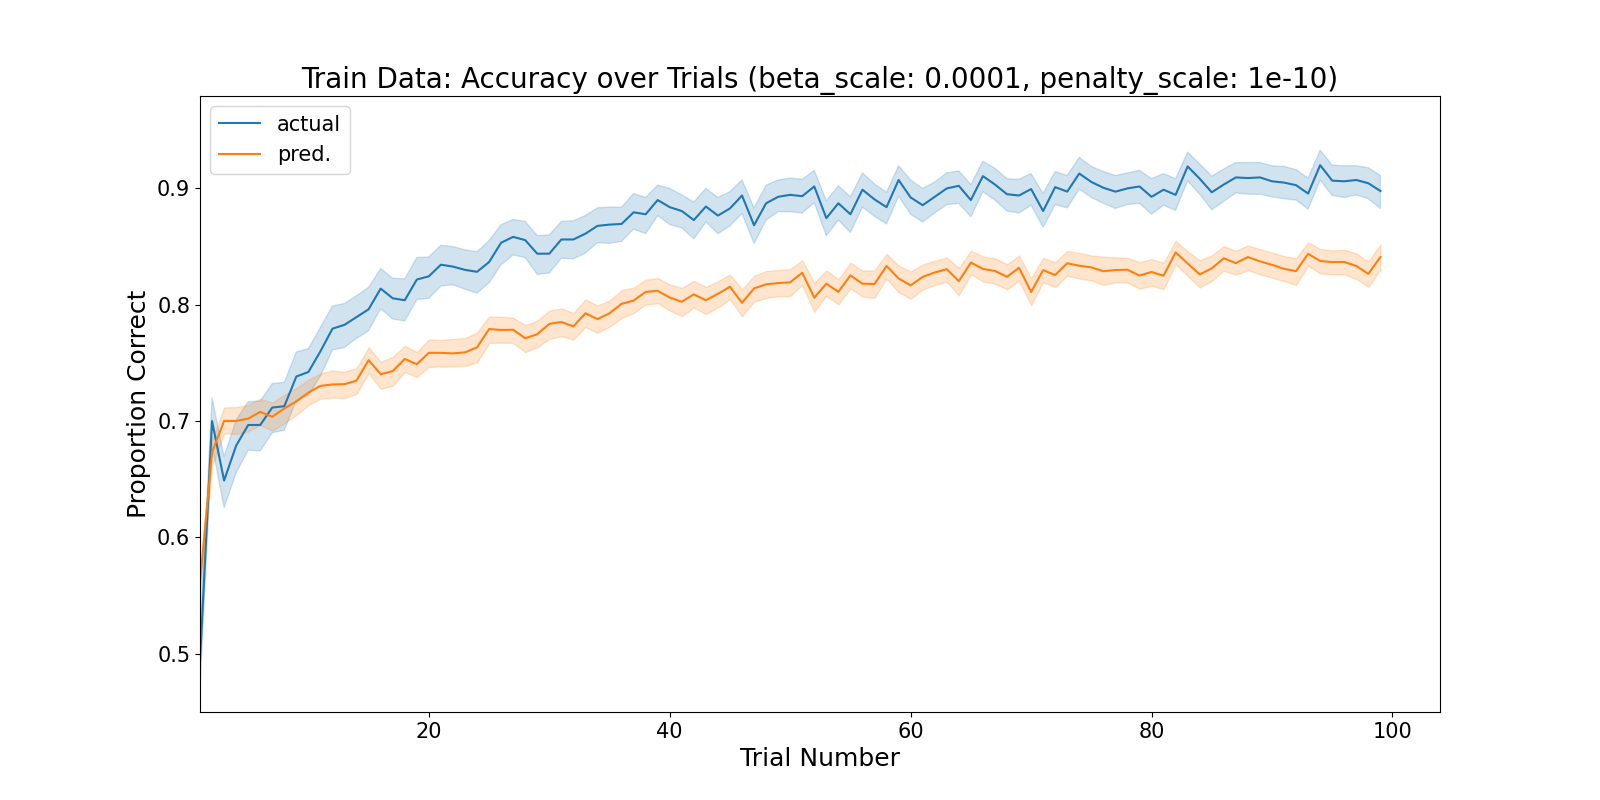 Train Data: Accuracy over Trials (beta_scale: 0.0001, penalty_scale: 1e-10)
actual
pred.
0.9
0.8
0.7
0.6
0.5
Proportion Correct
20 40 60 80 100
Trial Number